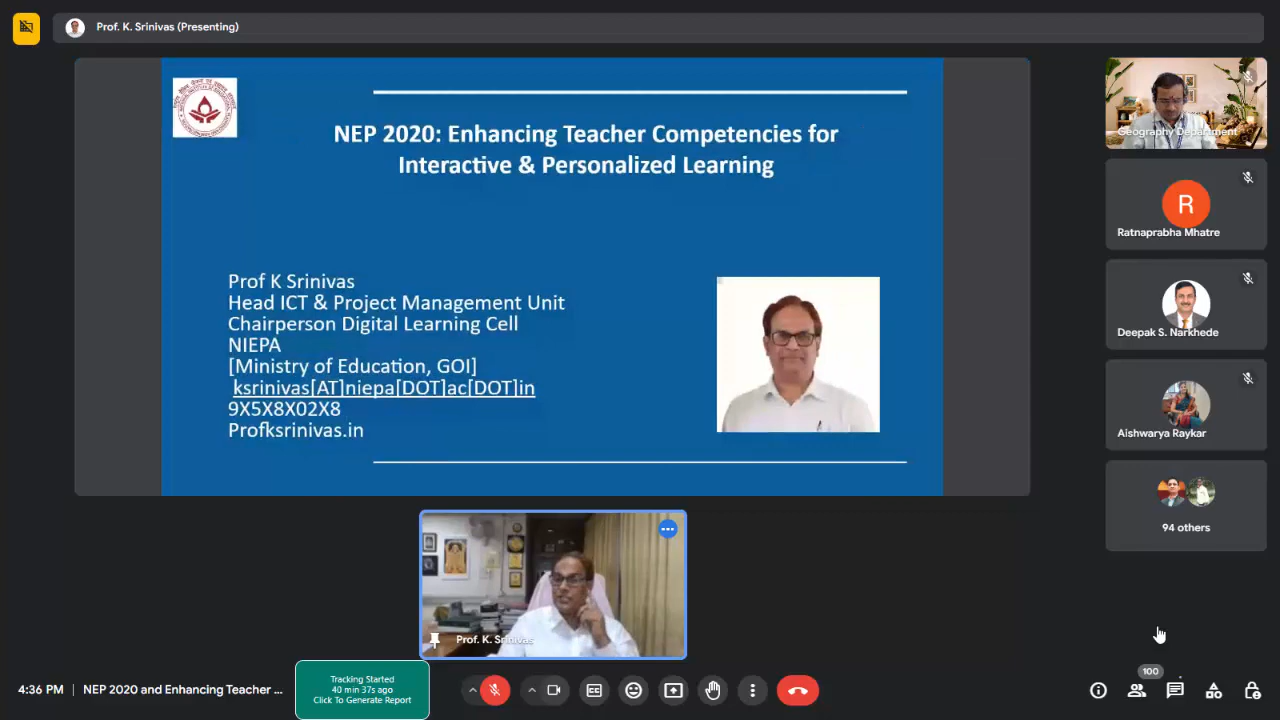 Prof. K. Srinivas (Presenting)
NEP 2020: Enhancing Teacher Competencies for
Interactive & Personalized Learning
Prof K Srinivas
Head ICT & Project Management Unit
Chairperson Digital Learning Cell
NIEPA
[Ministry of Education, GOI]
ksrinivas[AT]niepa[DOT]ac[DOT]in
9X5X8X02X8
Profksrinivas.in
Geography Department
R
Ratnaprabha Mhatre
Deepak S. Narkhede
Aishwarya Raykar
94 others
Prof. K. Srinivas
4:36 PM | NEP 2020 and Enhancing Teacher ...
Tracking Started
40 min 37s ago
Click To Generate Report
100